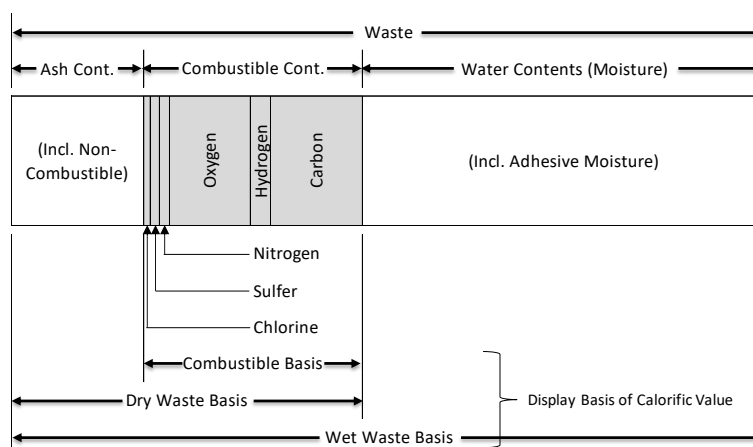 Waste
Ash Cont.
Combustible Cont.
Water Contents (Moisture)
(Incl. Non-
Combustible)
Oxygen
Hydrogen
Carbon
(Incl. Adhesive Moisture)
Nitrogen
Sulfer
Chlorine
Combustible Basis
Dry Waste Basis
Display Basis of Calorific Value
Wet Waste Basis